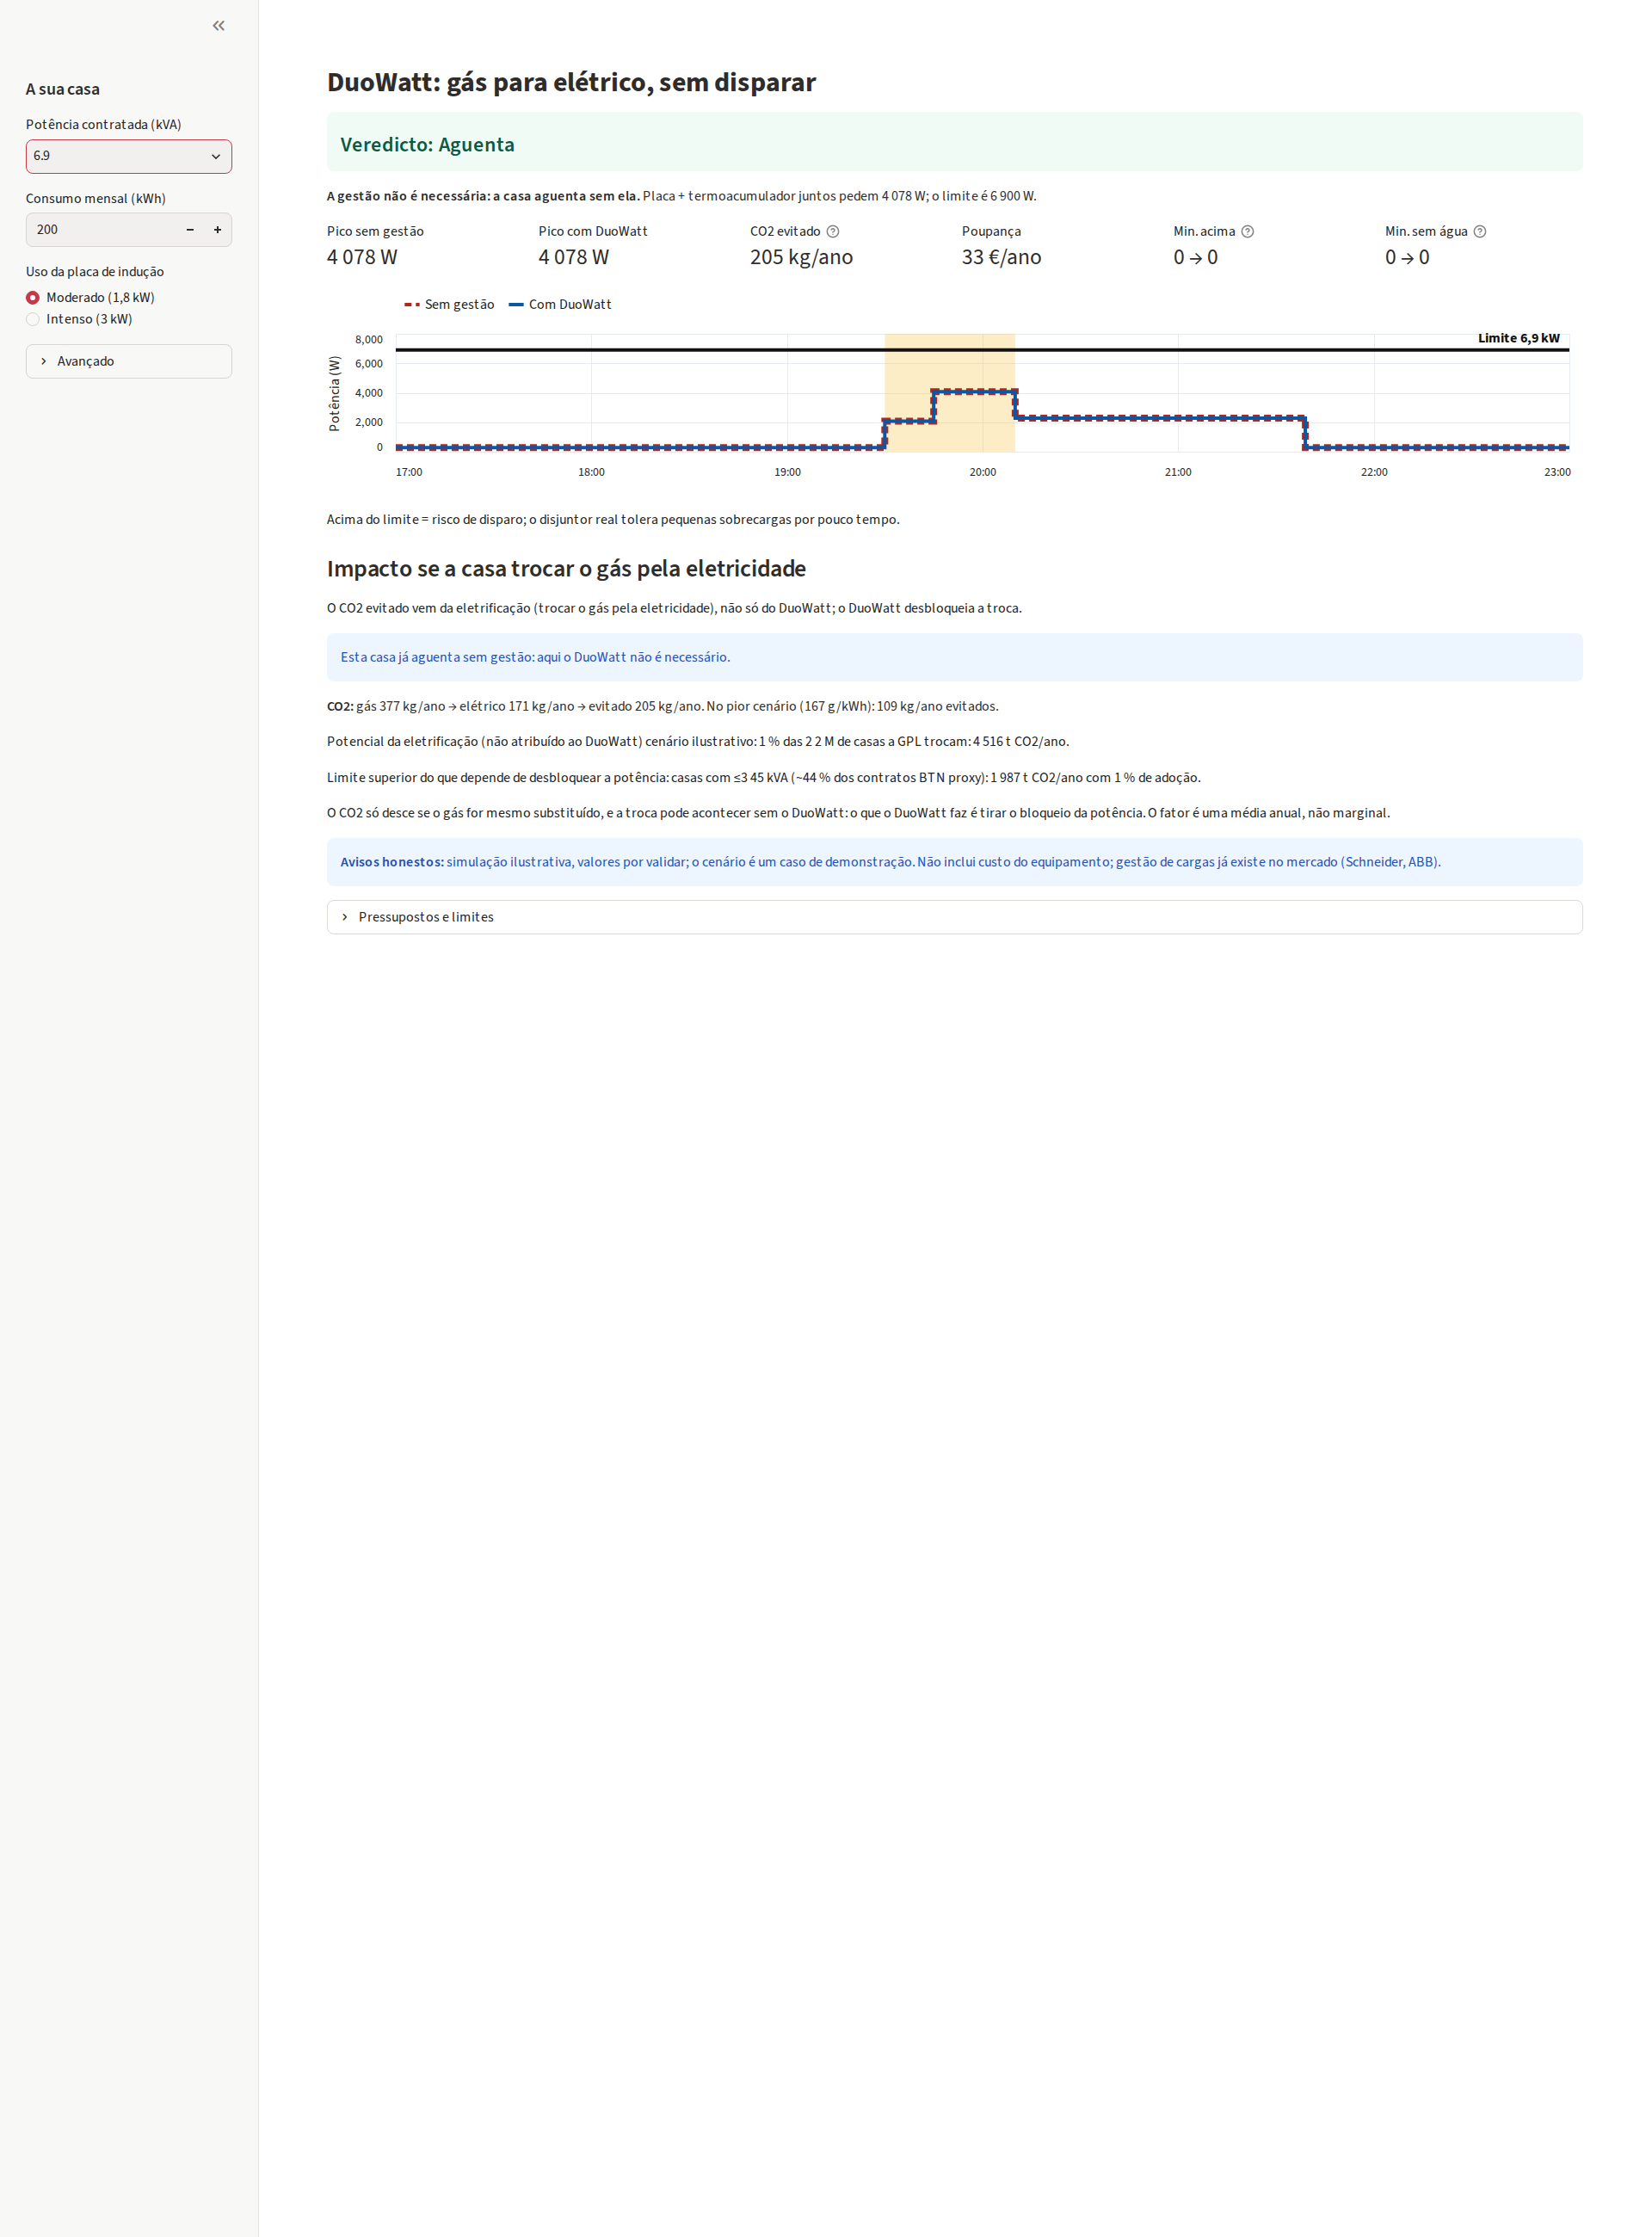 A sua casa
Potência contratada (kVA)
6.9
Consumo mensal (kWh)
200
Uso da placa de indução
Moderado (1,8 kW)
Intenso (3 kW)
Avançado
DuoWatt: gás para elétrico, sem disparar
Veredicto: Aguenta
A gestão não é necessária: a casa aguenta sem ela. Placa + termoacumulador juntos pedem 4 078 W; o limite é 6 900 W.
Pico sem gestão
4 078 W
Pico com DuoWatt
4 078 W
CO2 evitado
205 kg/ano
Poupança
33 €/ano
Min. acima
0 → 0
Min. sem água
0 → 0
Sem gestão
Com DuoWatt
Limite 6,9 kW
Potência (W)
8,000
6,000
4,000
2,000
0
17:00
18:00
19:00
20:00
21:00
22:00
23:00
Acima do limite = risco de disparo; o disjuntor real tolera pequenas sobrecargas por pouco tempo.
Impacto se a casa trocar o gás pela eletricidade
O CO2 evitado vem da eletrificação (trocar o gás pela eletricidade), não só do DuoWatt; o DuoWatt desbloqueia a troca.
Esta casa já aguenta sem gestão: aqui o DuoWatt não é necessário.
CO2: gás 377 kg/ano → elétrico 171 kg/ano → evitado 205 kg/ano. No pior cenário (167 g/kWh): 109 kg/ano evitados.
Potencial da eletrificação (não atribuído ao DuoWatt) cenário ilustrativo: 1 % das 2 2 M de casas a GPL trocam: 4 516 t CO2/ano.
Limite superior do que depende de desbloquear a potência: casas com ≤3 45 kVA (~44 % dos contratos BTN proxy): 1 987 t CO2/ano com 1 % de adoção.
O CO2 só desce se o gás for mesmo substituído, e a troca pode acontecer sem o DuoWatt: o que o DuoWatt faz é tirar o bloqueio da potência. O fator é uma média anual, não marginal.
Avisos honestos: simulação ilustrativa, valores por validar; o cenário é um caso de demonstração. Não inclui custo do equipamento; gestão de cargas já existe no mercado (Schneider, ABB).
Pressupostos e limites